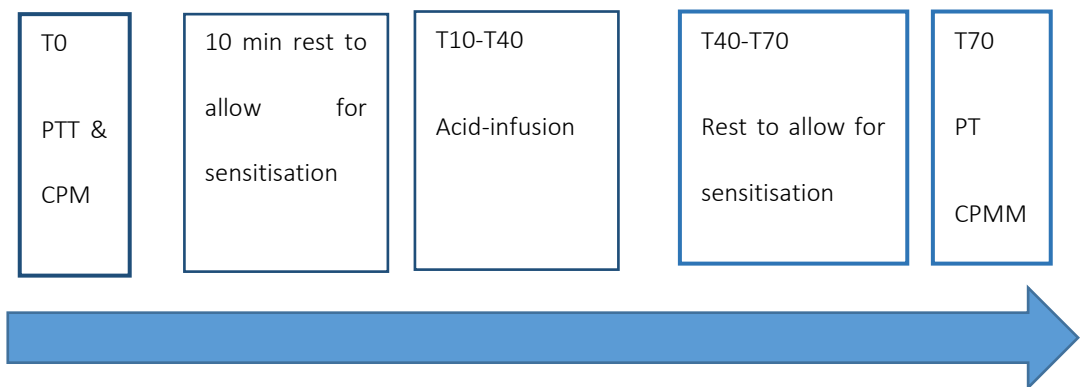 T0
PTT &
CPM
10 min rest to
allow for
sensitisation
T10-T40
Acid-infusion
T40-T70
Rest to allow for
sensitisation
T70
PT
CPMM